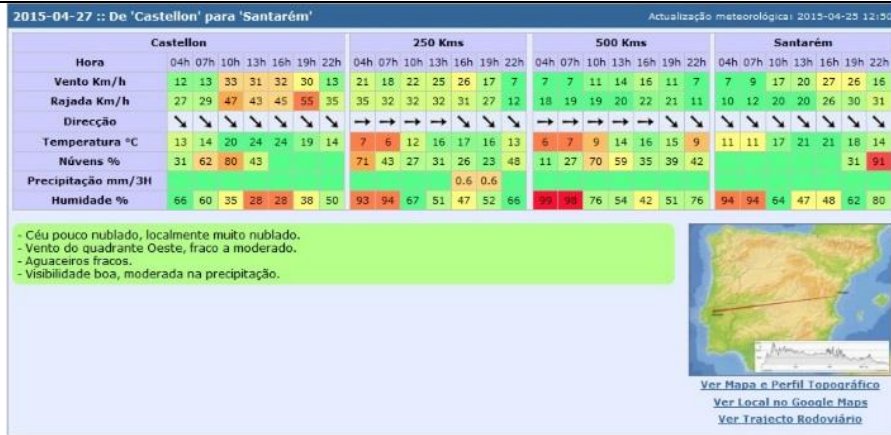 2015-04-27 :: De 'Castellon' para 'Santarém' Actualização meteorológica: 2015-04-25 12:50
Castellon 250 Kms 500 Kms Santarém
Hora 04h 07h 10h 13h 16h 19h 22h 04h 07h 10h 13h 16h 19h 22h 04h 07h 10h 13h 16h 19h 22h 04h 07h 10h 13h 16h 19h 22h
Vento Km/h 12 13 33 31 32 30 13 21 18 22 25 26 17 7 7 7 11 14 16 11 7 7 9 17 20 27 26 16
Rajada Km/h 27 29 47 43 45 55 35 35 32 32 32 31 27 12 18 19 19 20 22 21 11 10 12 20 20 26 30 31
Direcção ↘ ↘ ↘ ↘ ↘ ↘ ↘ → → → → ↘ ↘ ↘ → → → → ↘ ↘ ↘ ↘ ↘ ↘ ↘ ↘ ↘ ↘
Temperatura °C 13 14 20 24 24 19 14 7 6 12 16 17 16 13 6 7 9 14 16 15 9 11 11 17 21 21 18 14
Núvens % 31 62 80 43 71 43 27 31 26 23 48 11 27 70 59 35 39 42 31 91
Precipitação mm/3H 0.6 0.6
Humidade % 66 60 35 28 28 38 50 93 94 67 51 47 52 66 99 98 76 54 42 51 76 94 94 64 47 48 62 80
- Céu pouco nublado, localmente muito nublado.
- Vento do quadrante Oeste, fraco a moderado.
- Aguaceiros fracos.
- Visibilidade boa, moderada na precipitação.
Ver Mapa e Perfil Topográfico
Ver Local no Google Maps
Ver Trajecto Rodoviário